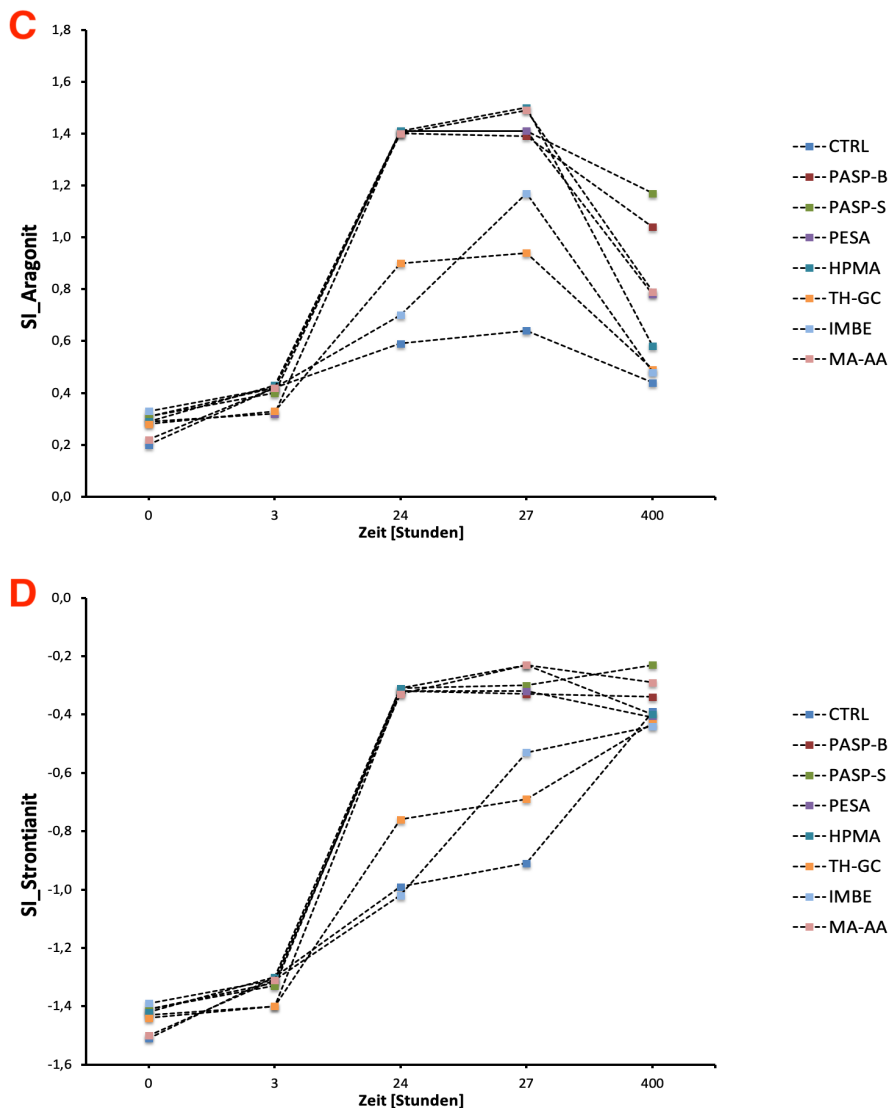 C
1,8
1,6
1,4
1,2
1,0
0,8
0,6
0,4
0,2
0,0
SI_Aragonit
0 3 24 27 400
Zeit [Stunden]
CTRL
PASP-B
PASP-S
PESA
HPMA
TH-GC
IMBE
MA-AA
D
0,0
-0,2
-0,4
-0,6
-0,8
-1,0
-1,2
-1,4
-1,6
SI_Strontianit
0 3 24 27 400
Zeit [Stunden]
CTRL
PASP-B
PASP-S
PESA
HPMA
TH-GC
IMBE
MA-AA